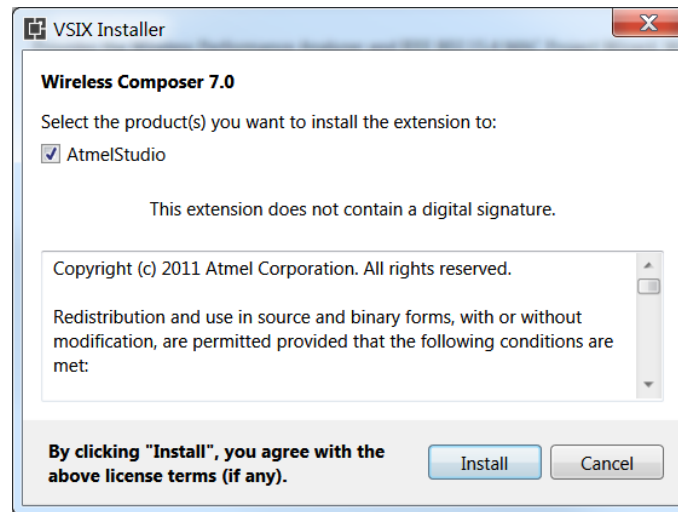 VSIX Installer
Wireless Composer 7.0
Select the product(s) you want to install the extension to:
AtmelStudio
This extension does not contain a digital signature.
Copyright (c) 2011 Atmel Corporation. All rights reserved.
Redistribution and use in source and binary forms, with or without
modification, are permitted provided that the following conditions are
met:
By clicking "Install", you agree with the
above license terms (if any).
Install
Cancel